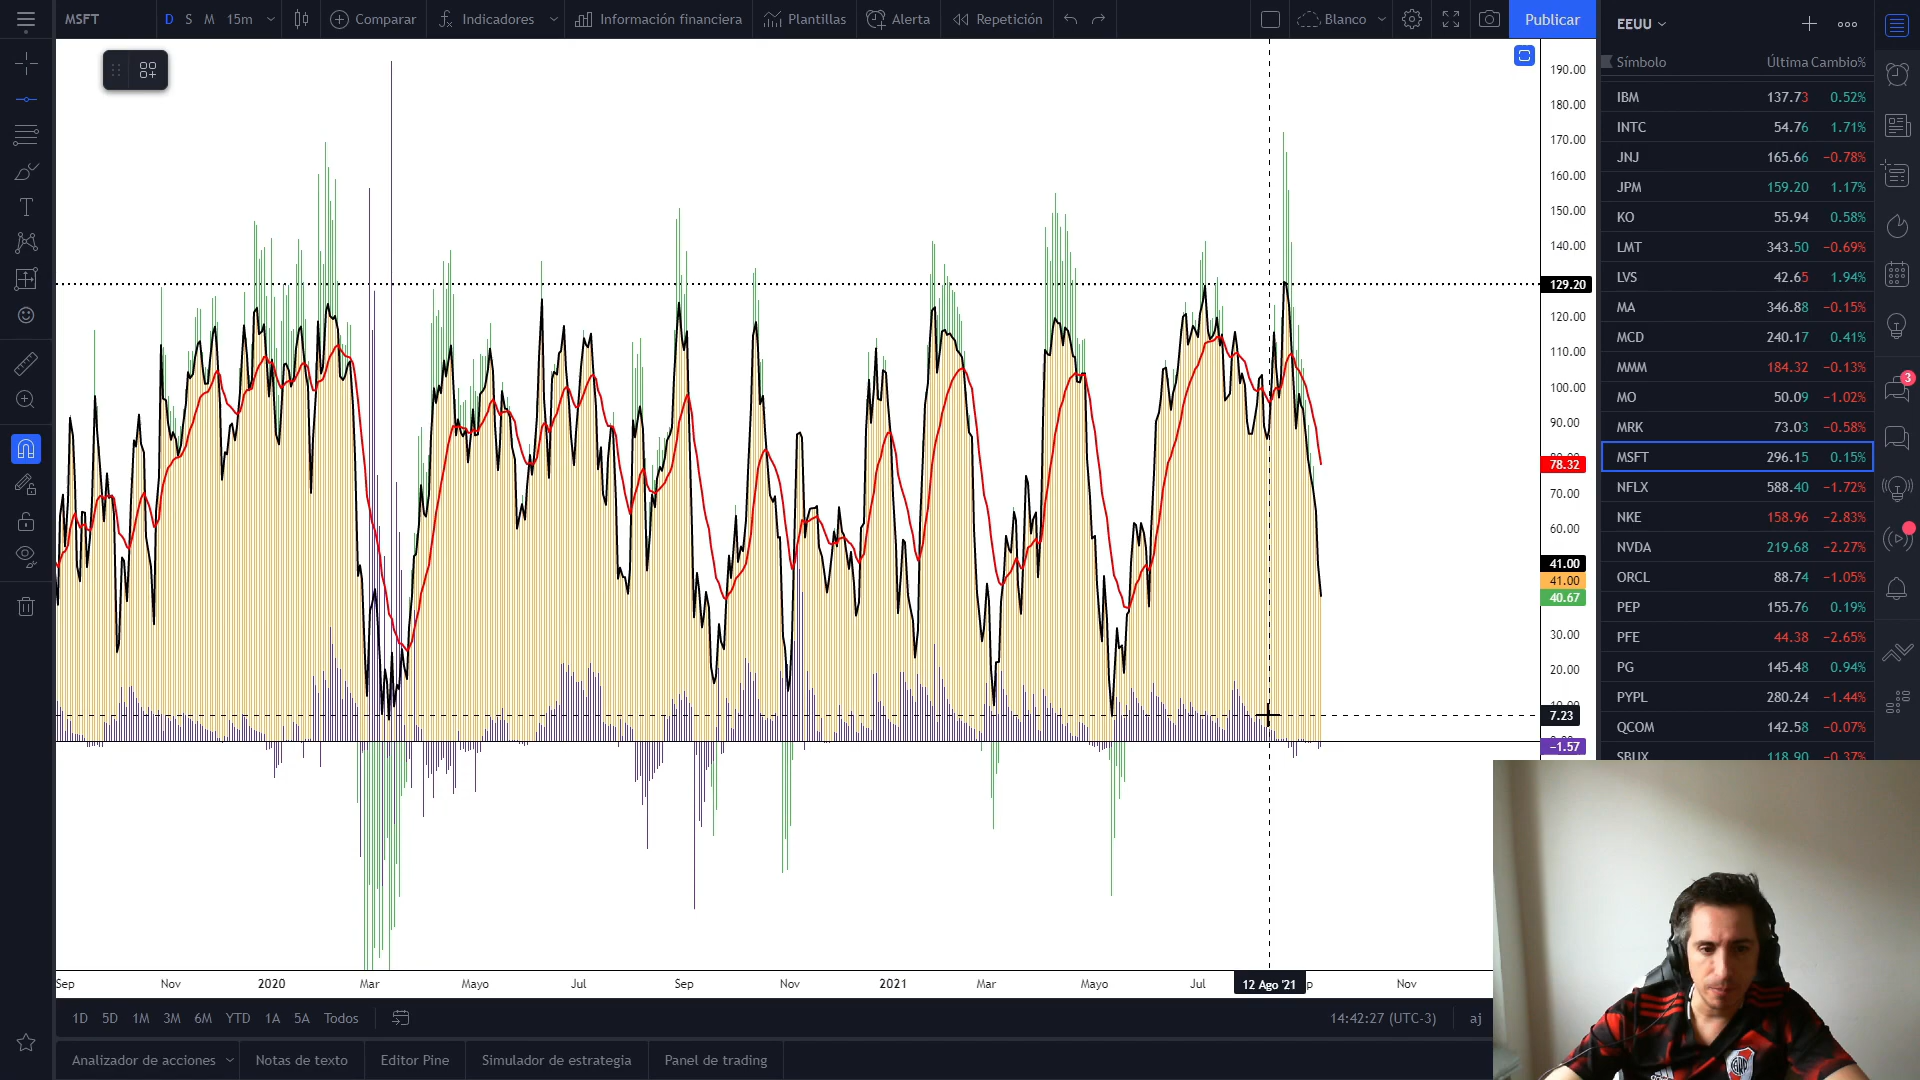 MSFT
D S M 15m
Comparar
Indicadores
Información financiera
Plantillas
Alerta
Repetición
Blanco
Publicar
EEUU
Símbolo Última Cambio%
IBM 137.73 0.52%
INTC 54.76 1.71%
JNJ 165.66 −0.78%
JPM 159.20 1.17%
KO 55.94 0.58%
LMT 343.50 −0.69%
LVS 42.65 1.94%
MA 346.88 −0.15%
MCD 240.17 0.41%
MMM 184.32 −0.13%
MO 50.09 −1.02%
MRK 73.03 −0.58%
MSFT 296.15 0.15%
NFLX 588.40 −1.72%
NKE 158.96 −2.83%
NVDA 219.68 −2.27%
ORCL 88.74 −1.05%
PEP 155.76 0.19%
PFE 44.38 −2.65%
PG 145.48 0.94%
PYPL 280.24 −1.44%
QCOM 142.58 −0.07%
SBUX 118.90 −0.37%
3
190.00
180.00
170.00
160.00
150.00
140.00
129.20
120.00
110.00
100.00
90.00
78.32
70.00
60.00
41.00
41.00
40.67
30.00
20.00
7.23
−1.57
Sep Nov 2020 Mar Mayo Jul Sep Nov 2021 Mar Mayo Jul 12 Ago '21 Nov
1D 5D 1M 3M 6M YTD 1A 5A Todos
14:42:27 (UTC-3) aj
Analizador de acciones
Notas de texto
Editor Pine
Simulador de estrategia
Panel de trading